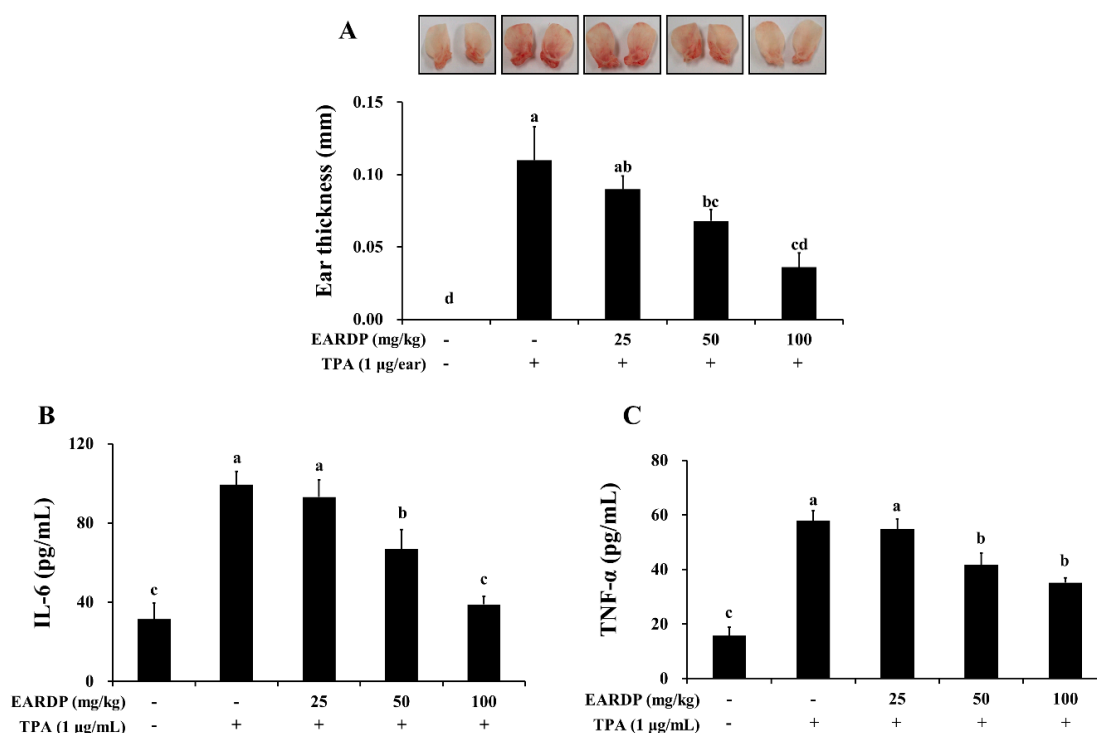 A
0.15
0.10
0.05
0.00
Ear thickness (mm)
a
ab
bc
cd
d
EARDP (mg/kg) - - 25 50 100
TPA (1 μg/ear) - + + + +
B
120
80
40
0
IL-6 (pg/mL)
c a a b c
EARDP (mg/kg) - - 25 50 100
TPA (1 μg/mL) - + + + +
C
80
60
40
20
0
TNF-α (pg/mL)
c a a b b
EARDP (mg/kg) - - 25 50 100
TPA (1 μg/mL) - + + + +